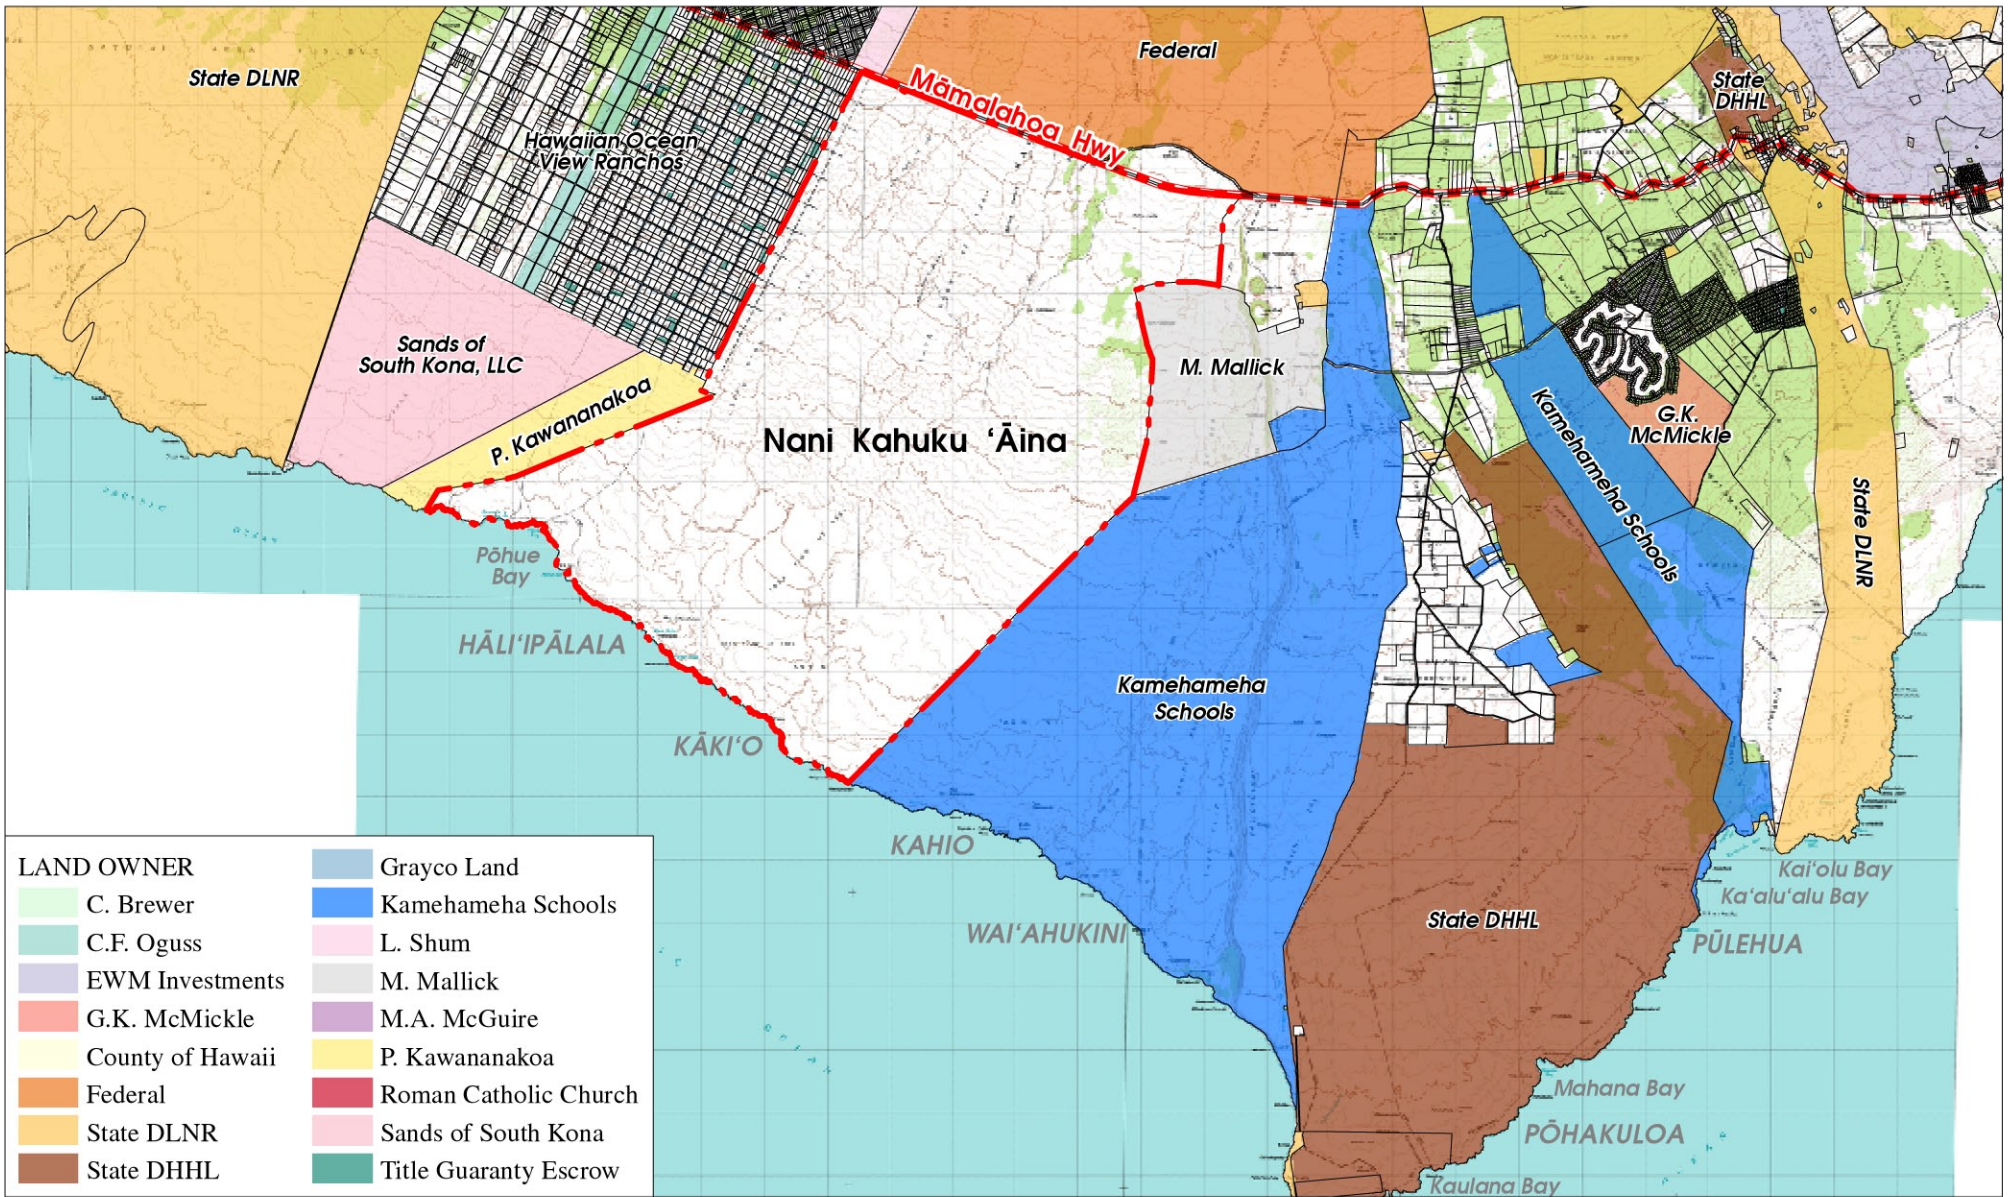 State DLNR
Hawaiian Ocean
View Ranchos
Māmalahoa Hwy
Federal
State
DHHL
Sands of
South Kona, LLC
P. Kawananakoa
M. Mallick
Nani Kahuku ʻĀina
Kamehameha Schools
G.K.
McMickle
State DLNR
Pōhue
Bay
HĀLIʻIPĀLALA
KĀKIʻO
Kamehameha
Schools
KAHIO
WAIʻAHUKINI
State DHHL
Kaiʻolu Bay
Kaʻaluʻalu Bay
PŪLEHUA
Mahana Bay
PŌHAKULOA
Kaulana Bay
LAND OWNER
C. Brewer
C.F. Oguss
EWM Investments
G.K. McMickle
County of Hawaii
Federal
State DLNR
State DHHL
Grayco Land
Kamehameha Schools
L. Shum
M. Mallick
M.A. McGuire
P. Kawananakoa
Roman Catholic Church
Sands of South Kona
Title Guaranty Escrow